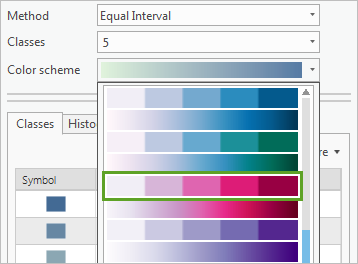 Method Equal Interval
Classes 5
Color scheme
Classes Histo re
Symbol